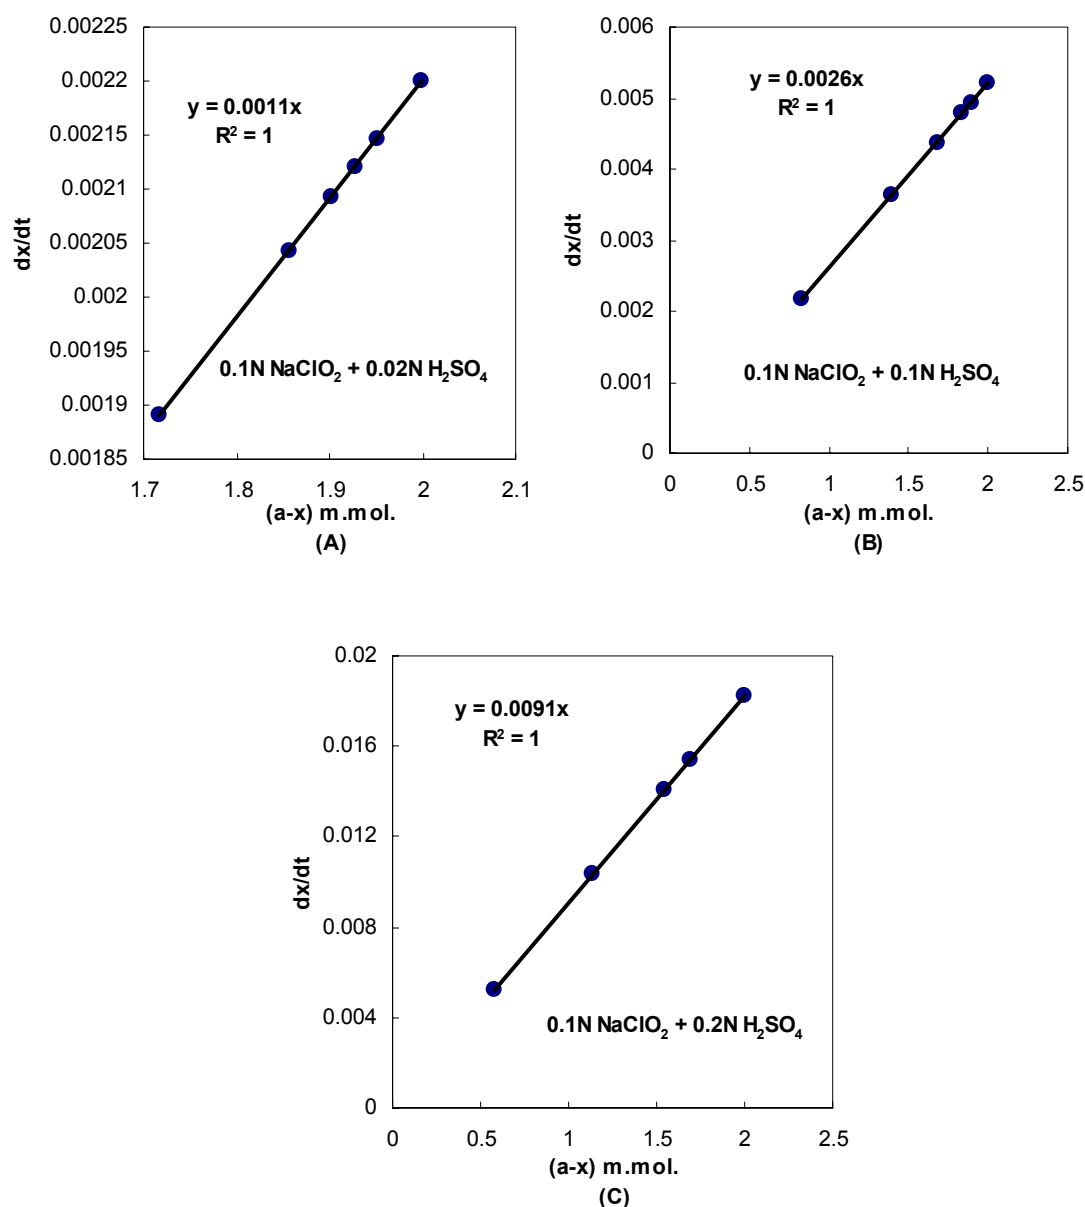 0.00225
0.0022
0.00215
0.0021
0.00205
0.002
0.00195
0.0019
0.00185
dx/dt
y = 0.0011x
R² = 1
0.1N NaClO₂ + 0.02N H₂SO₄
1.7 1.8 1.9 2 2.1
(a-x) m.mol.
(A)
0.006
0.005
0.004
0.003
0.002
0.001
0
dx/dt
y = 0.0026x
R² = 1
0.1N NaClO₂ + 0.1N H₂SO₄
0 0.5 1 1.5 2 2.5
(a-x) m.mol.
(B)
0.02
0.016
0.012
0.008
0.004
0
dx/dt
y = 0.0091x
R² = 1
0.1N NaClO₂ + 0.2N H₂SO₄
0 0.5 1 1.5 2 2.5
(a-x) m.mol.
(C)